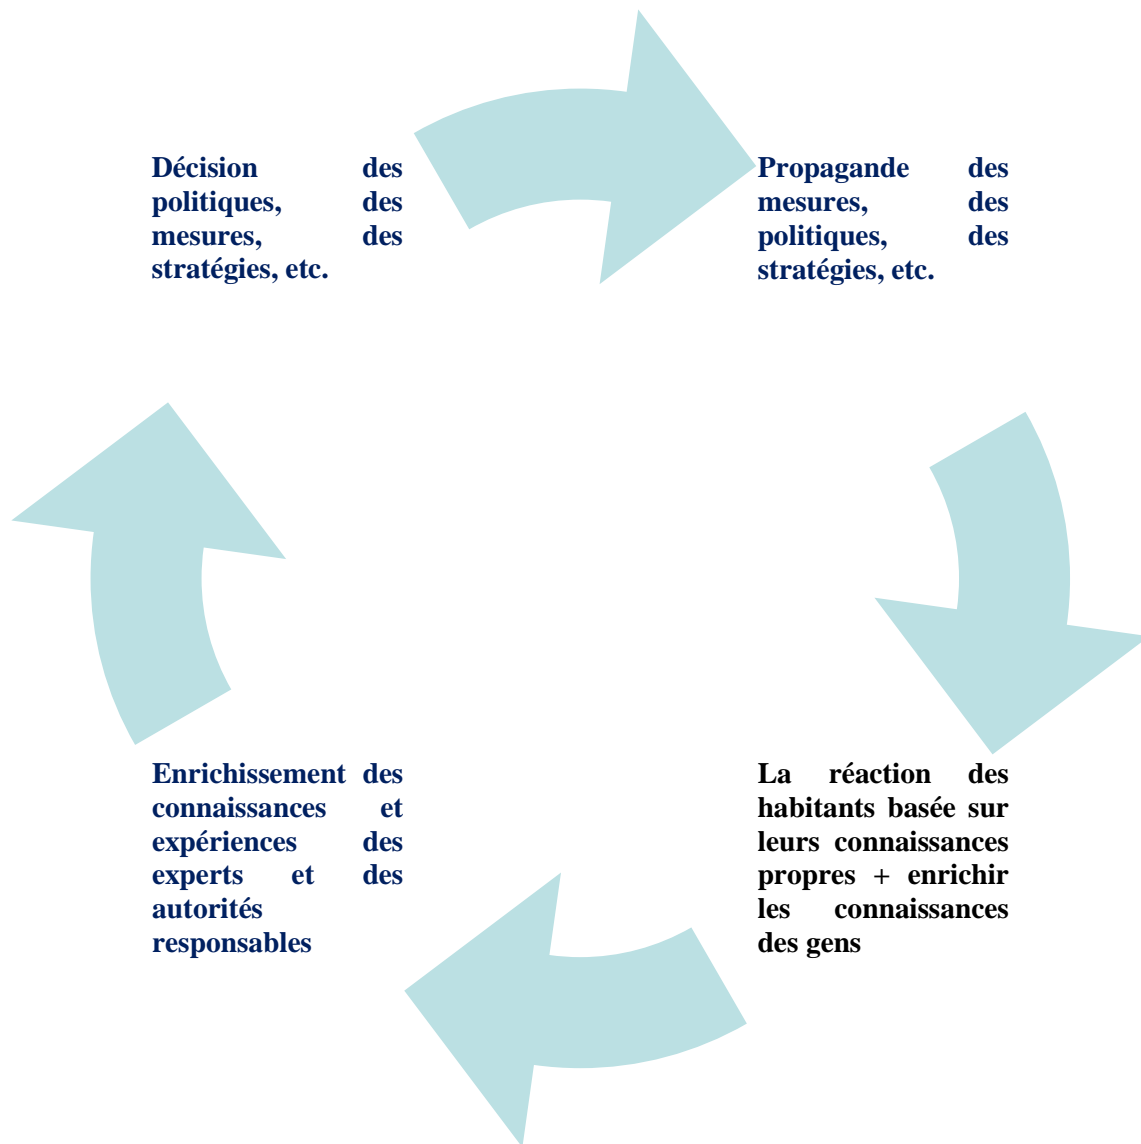 Décision des
politiques, des
mesures, des
stratégies, etc.
Propagande des
mesures, des
politiques, des
stratégies, etc.
La réaction des
habitants basée sur
leurs connaissances
propres + enrichir
les connaissances
des gens
Enrichissement des
connaissances et
expériences des
experts et des
autorités
responsables